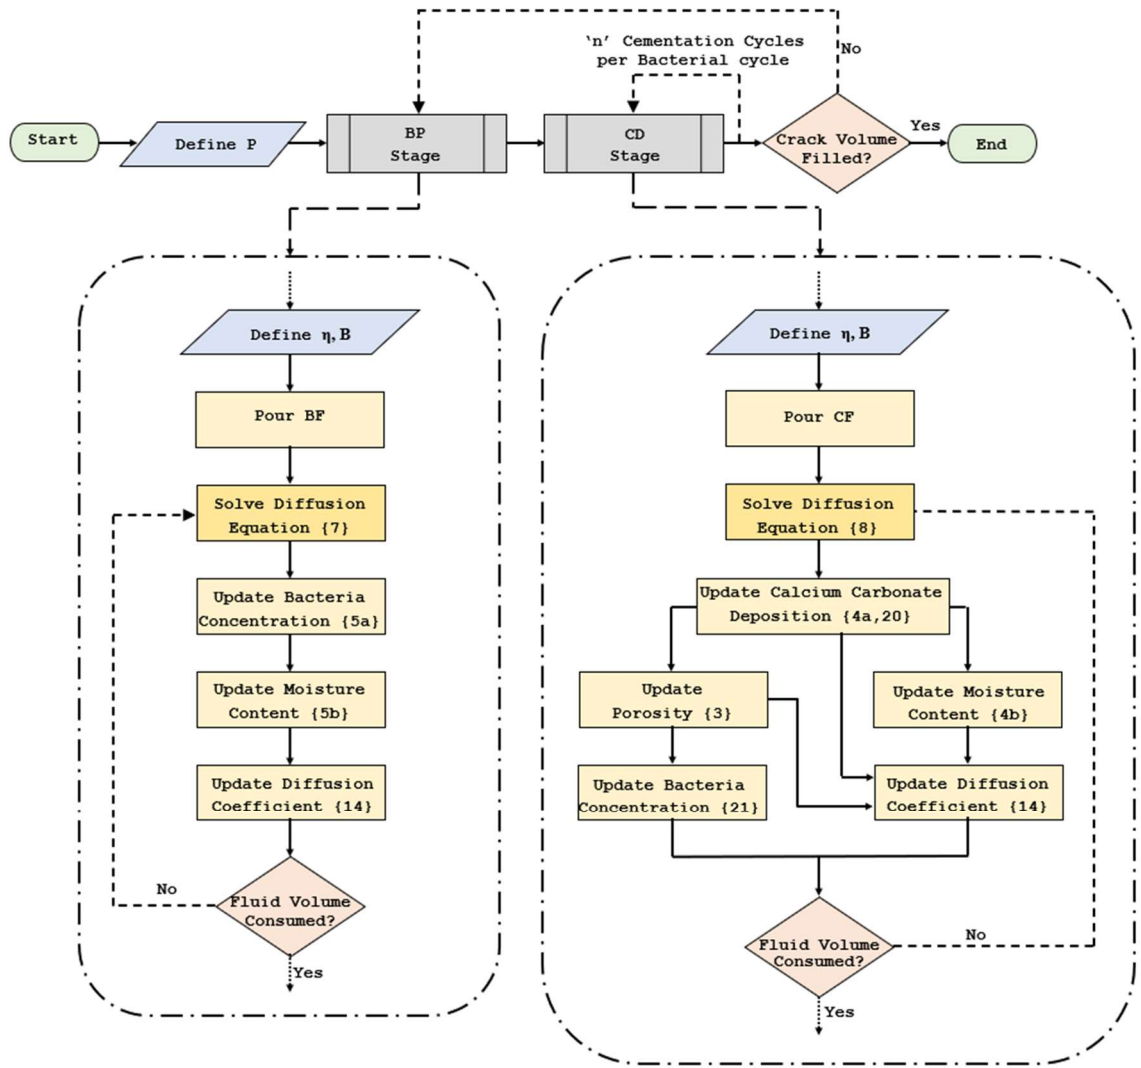 'n' Cementation Cycles
per Bacterial cycle
No
Start
Define P
BP
Stage
CD
Stage
Crack Volume
Filled?
Yes
End
Define η, B
Pour BF
Solve Diffusion
Equation {7}
Update Bacteria
Concentration {5a}
Update Moisture
Content {5b}
Update Diffusion
Coefficient {14}
No
Fluid Volume
Consumed?
Yes
Define η, B
Pour CF
Solve Diffusion
Equation {8}
Update Calcium Carbonate
Deposition {4a,20}
Update
Porosity {3}
Update Moisture
Content {4b}
Update Bacteria
Concentration {21}
Update Diffusion
Coefficient {14}
Fluid Volume
Consumed?
No
Yes